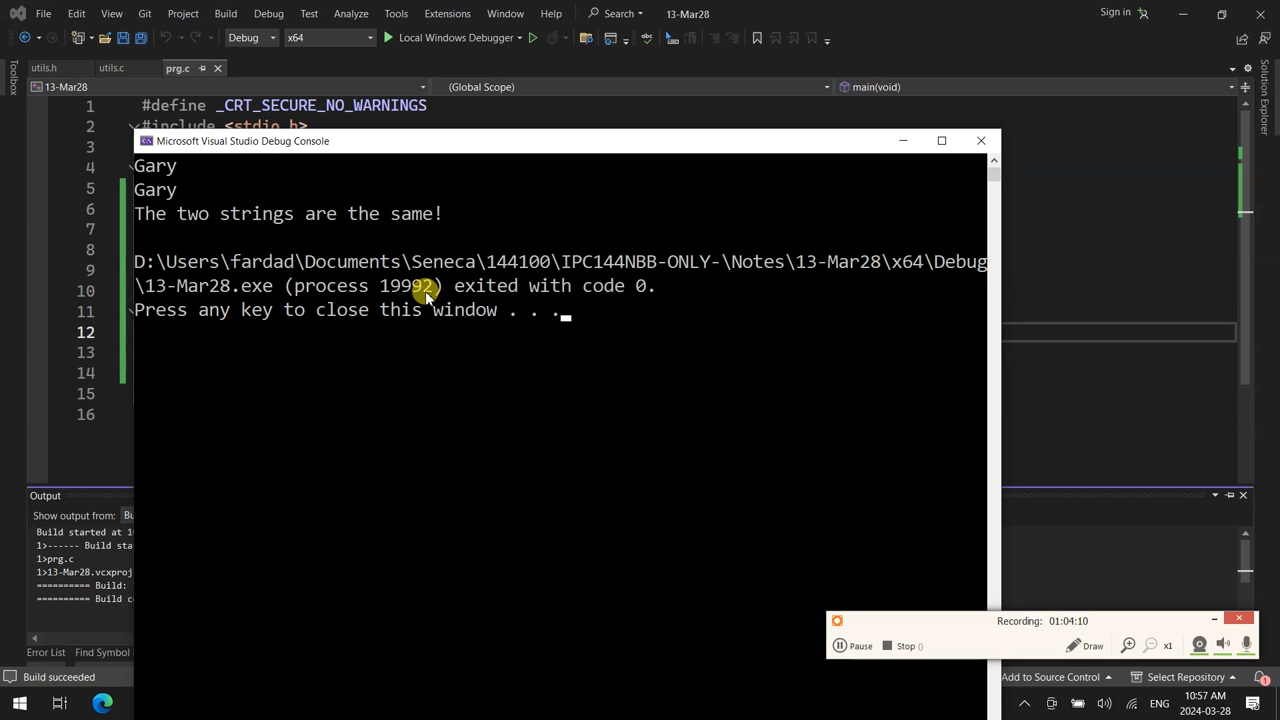 File Edit View Git Project Build Debug Test Analyze Tools Extensions Window Help Search 13-Mar28 Sign in
Debug x64 Local Windows Debugger
utils.h utils.c prg.c
13-Mar28 (Global Scope) main(void)
Toolbox
Solution Explorer
1 #define _CRT_SECURE_NO_WARNINGS
2 #include <stdio.h>
3
4
5
6
7
8
9
10
11
12
13
14
15
16
Microsoft Visual Studio Debug Console
Gary
Gary
The two strings are the same!
D:\Users\fardad\Documents\Seneca\144100\IPC144NBB-ONLY-\Notes\13-Mar28\x64\Debug
\13-Mar28.exe (process 19992) exited with code 0.
Press any key to close this window . . .
Output
Show output from: Bu
Build started at 10
1>------ Build sta
1>prg.c
1>13-Mar28.vcxproj
========== Build:
========== Build c
Error List Find Symbol
Recording: 01:04:10
Pause Stop () Draw x1
Build succeeded Add to Source Control Select Repository 1
ENG 10:57 AM
2024-03-28